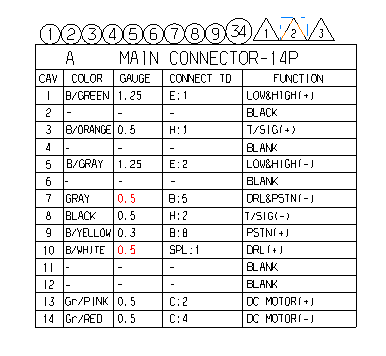 1 2 3 4 5 6 7 8 9 34 1 2 3
A MAIN CONNECTOR-14P
CAV COLOR GAUGE CONNECT TO FUNCTION
1 B/GREEN 1.25 E:1 LOW&HIGH(+)
2 - - - BLACK
3 B/ORANGE 0.5 H:1 T/SIG(+)
4 - - - BLANK
5 B/GRAY 1.25 E:2 LOW&HIGH(-)
6 - - - BLANK
7 GRAY 0.5 B:5 DRL&PSTN(-)
8 BLACK 0.5 H:2 T/SIG(-)
9 B/YELLOW 0.3 B:8 PSTN(+)
10 B/WHITE 0.5 SPL:1 DRL(+)
11 - - - BLANK
12 - - - BLANK
13 Gr/PINK 0.5 C:2 DC MOTOR(+)
14 Gr/RED 0.5 C:4 DC MOTOR(-)